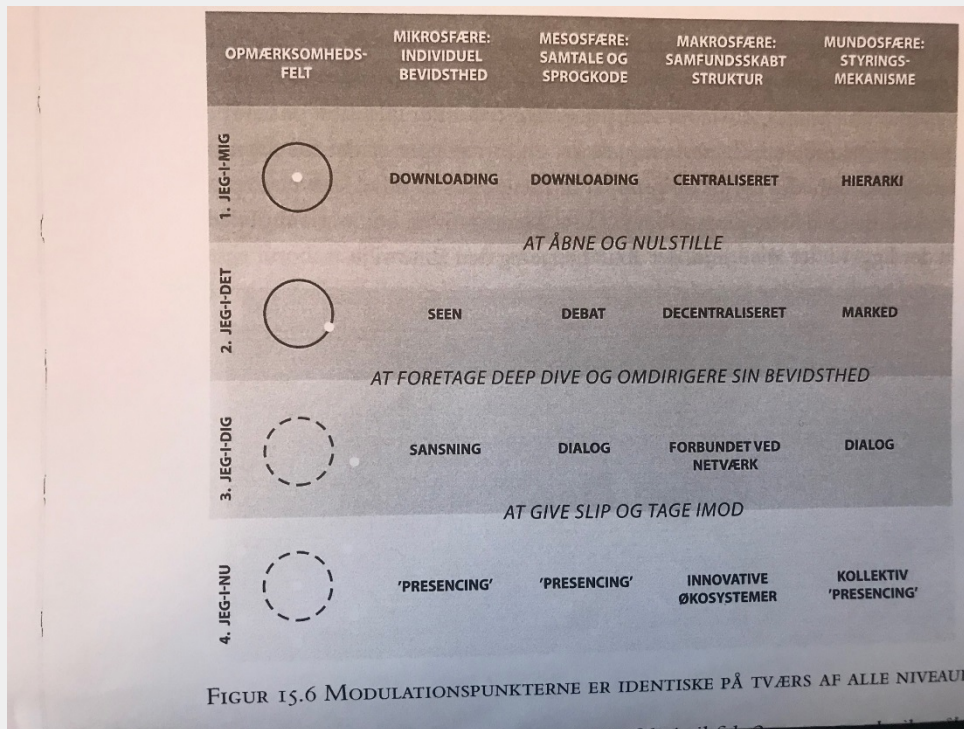 OPMÆRKSOMHEDS-
FELT
MIKROSFÆRE:
INDIVIDUEL
BEVIDSTHED
MESOSFÆRE:
SAMTALE OG
SPROGKODE
MAKROSFÆRE:
SAMFUNDSSKABT
STRUKTUR
MUNDOSFÆRE:
STYRINGS-
MEKANISME
1. JEG-I-MIG
DOWNLOADING
DOWNLOADING
CENTRALISERET
HIERARKI
AT ÅBNE OG NULSTILLE
2. JEG-I-DET
SEEN
DEBAT
DECENTRALISERET
MARKED
AT FORETAGE DEEP DIVE OG OMDIRIGERE SIN BEVIDSTHED
3. JEG-I-DIG
SANSNING
DIALOG
FORBUNDET VED
NETVÆRK
DIALOG
AT GIVE SLIP OG TAGE IMOD
4. JEG-I-NU
'PRESENCING'
'PRESENCING'
INNOVATIVE
ØKOSYSTEMER
KOLLEKTIV
'PRESENCING'
FIGUR 15.6 MODULATIONSPUNKTERNE ER IDENTISKE PÅ TVÆRS AF ALLE